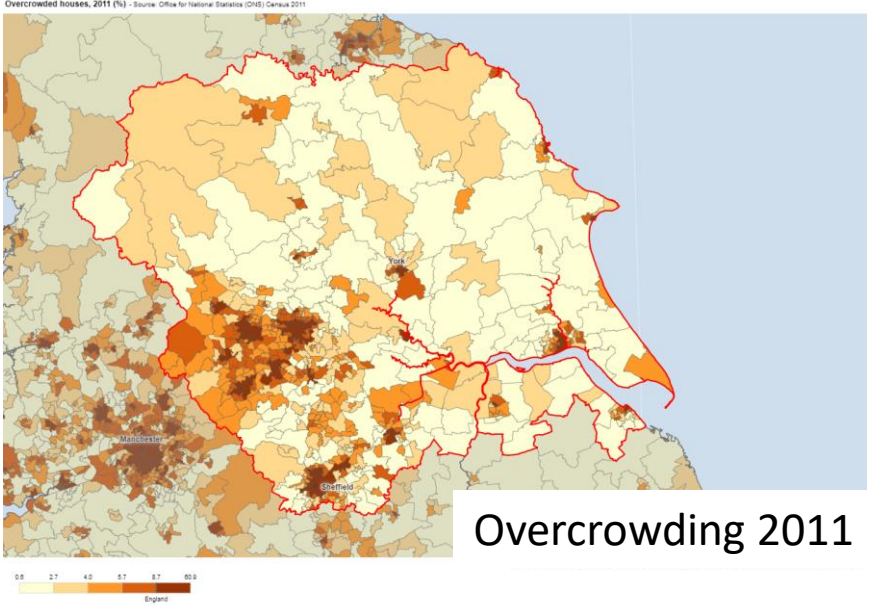 Overcrowded houses, 2011 (%) - Source: Office for National Statistics (ONS) Census 2011
York
Manchester
Sheffield
Overcrowding 2011
0.6 2.7 4.0 5.7 8.7 60.9
England